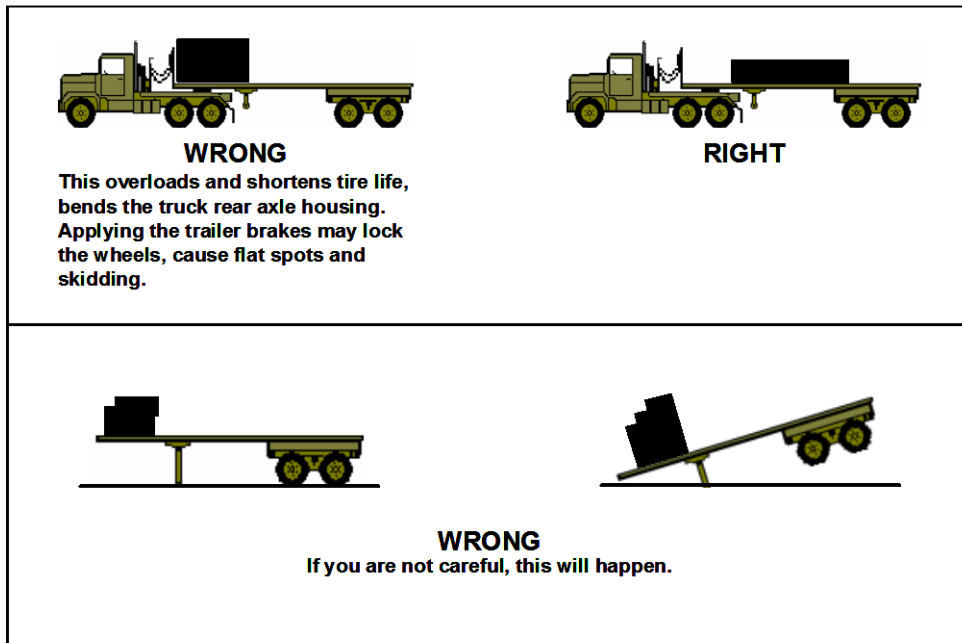 WRONG
This overloads and shortens tire life,
bends the truck rear axle housing.
Applying the trailer brakes may lock
the wheels, cause flat spots and
skidding.
RIGHT
WRONG
If you are not careful, this will happen.